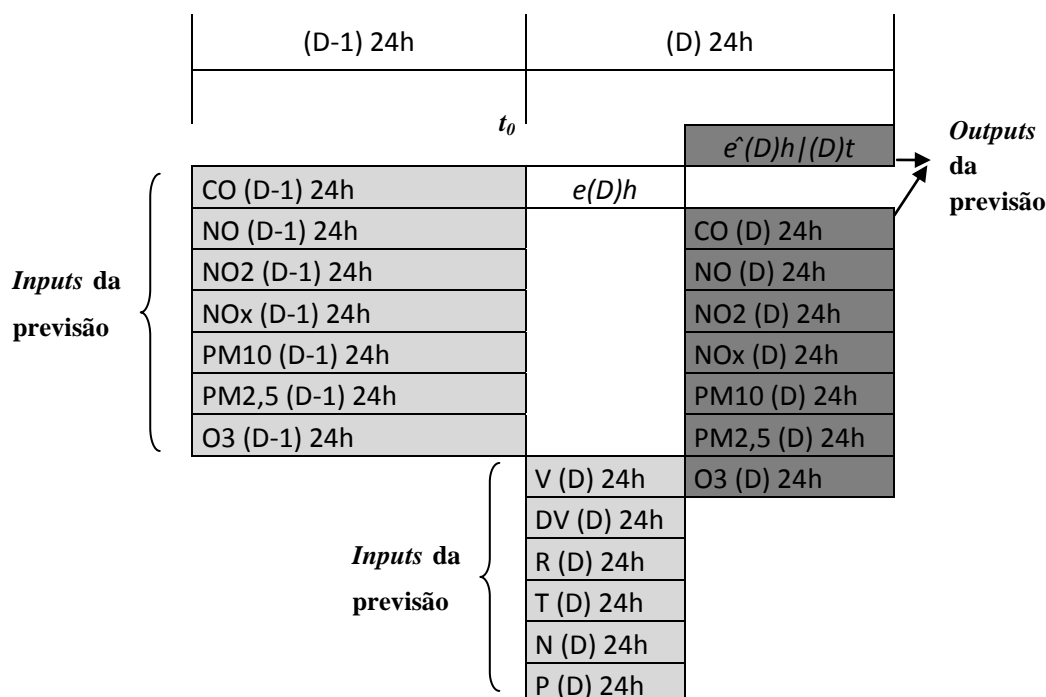 (D-1) 24h
(D) 24h
t0
eˆ(D)h|(D)t
Outputs
da
previsão
CO (D-1) 24h
e(D)h
NO (D-1) 24h
CO (D) 24h
NO2 (D-1) 24h
NO (D) 24h
Inputs da
previsão
NOx (D-1) 24h
NO2 (D) 24h
PM10 (D-1) 24h
NOx (D) 24h
PM2,5 (D-1) 24h
PM10 (D) 24h
O3 (D-1) 24h
PM2,5 (D) 24h
V (D) 24h
O3 (D) 24h
DV (D) 24h
Inputs da
previsão
R (D) 24h
T (D) 24h
N (D) 24h
P (D) 24h